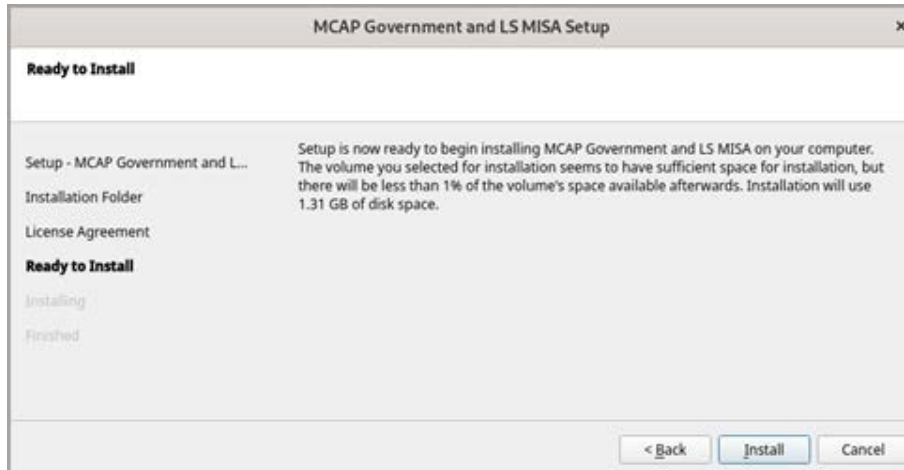 MCAP Government and LS MISA Setup
Ready to Install
Setup - MCAP Government and L...
Installation Folder
License Agreement
Ready to Install
Installing
Finished
Setup is now ready to begin installing MCAP Government and LS MISA on your computer.
The volume you selected for installation seems to have sufficient space for installation, but
there will be less than 1% of the volume's space available afterwards. Installation will use
1.31 GB of disk space.
< Back
Install
Cancel